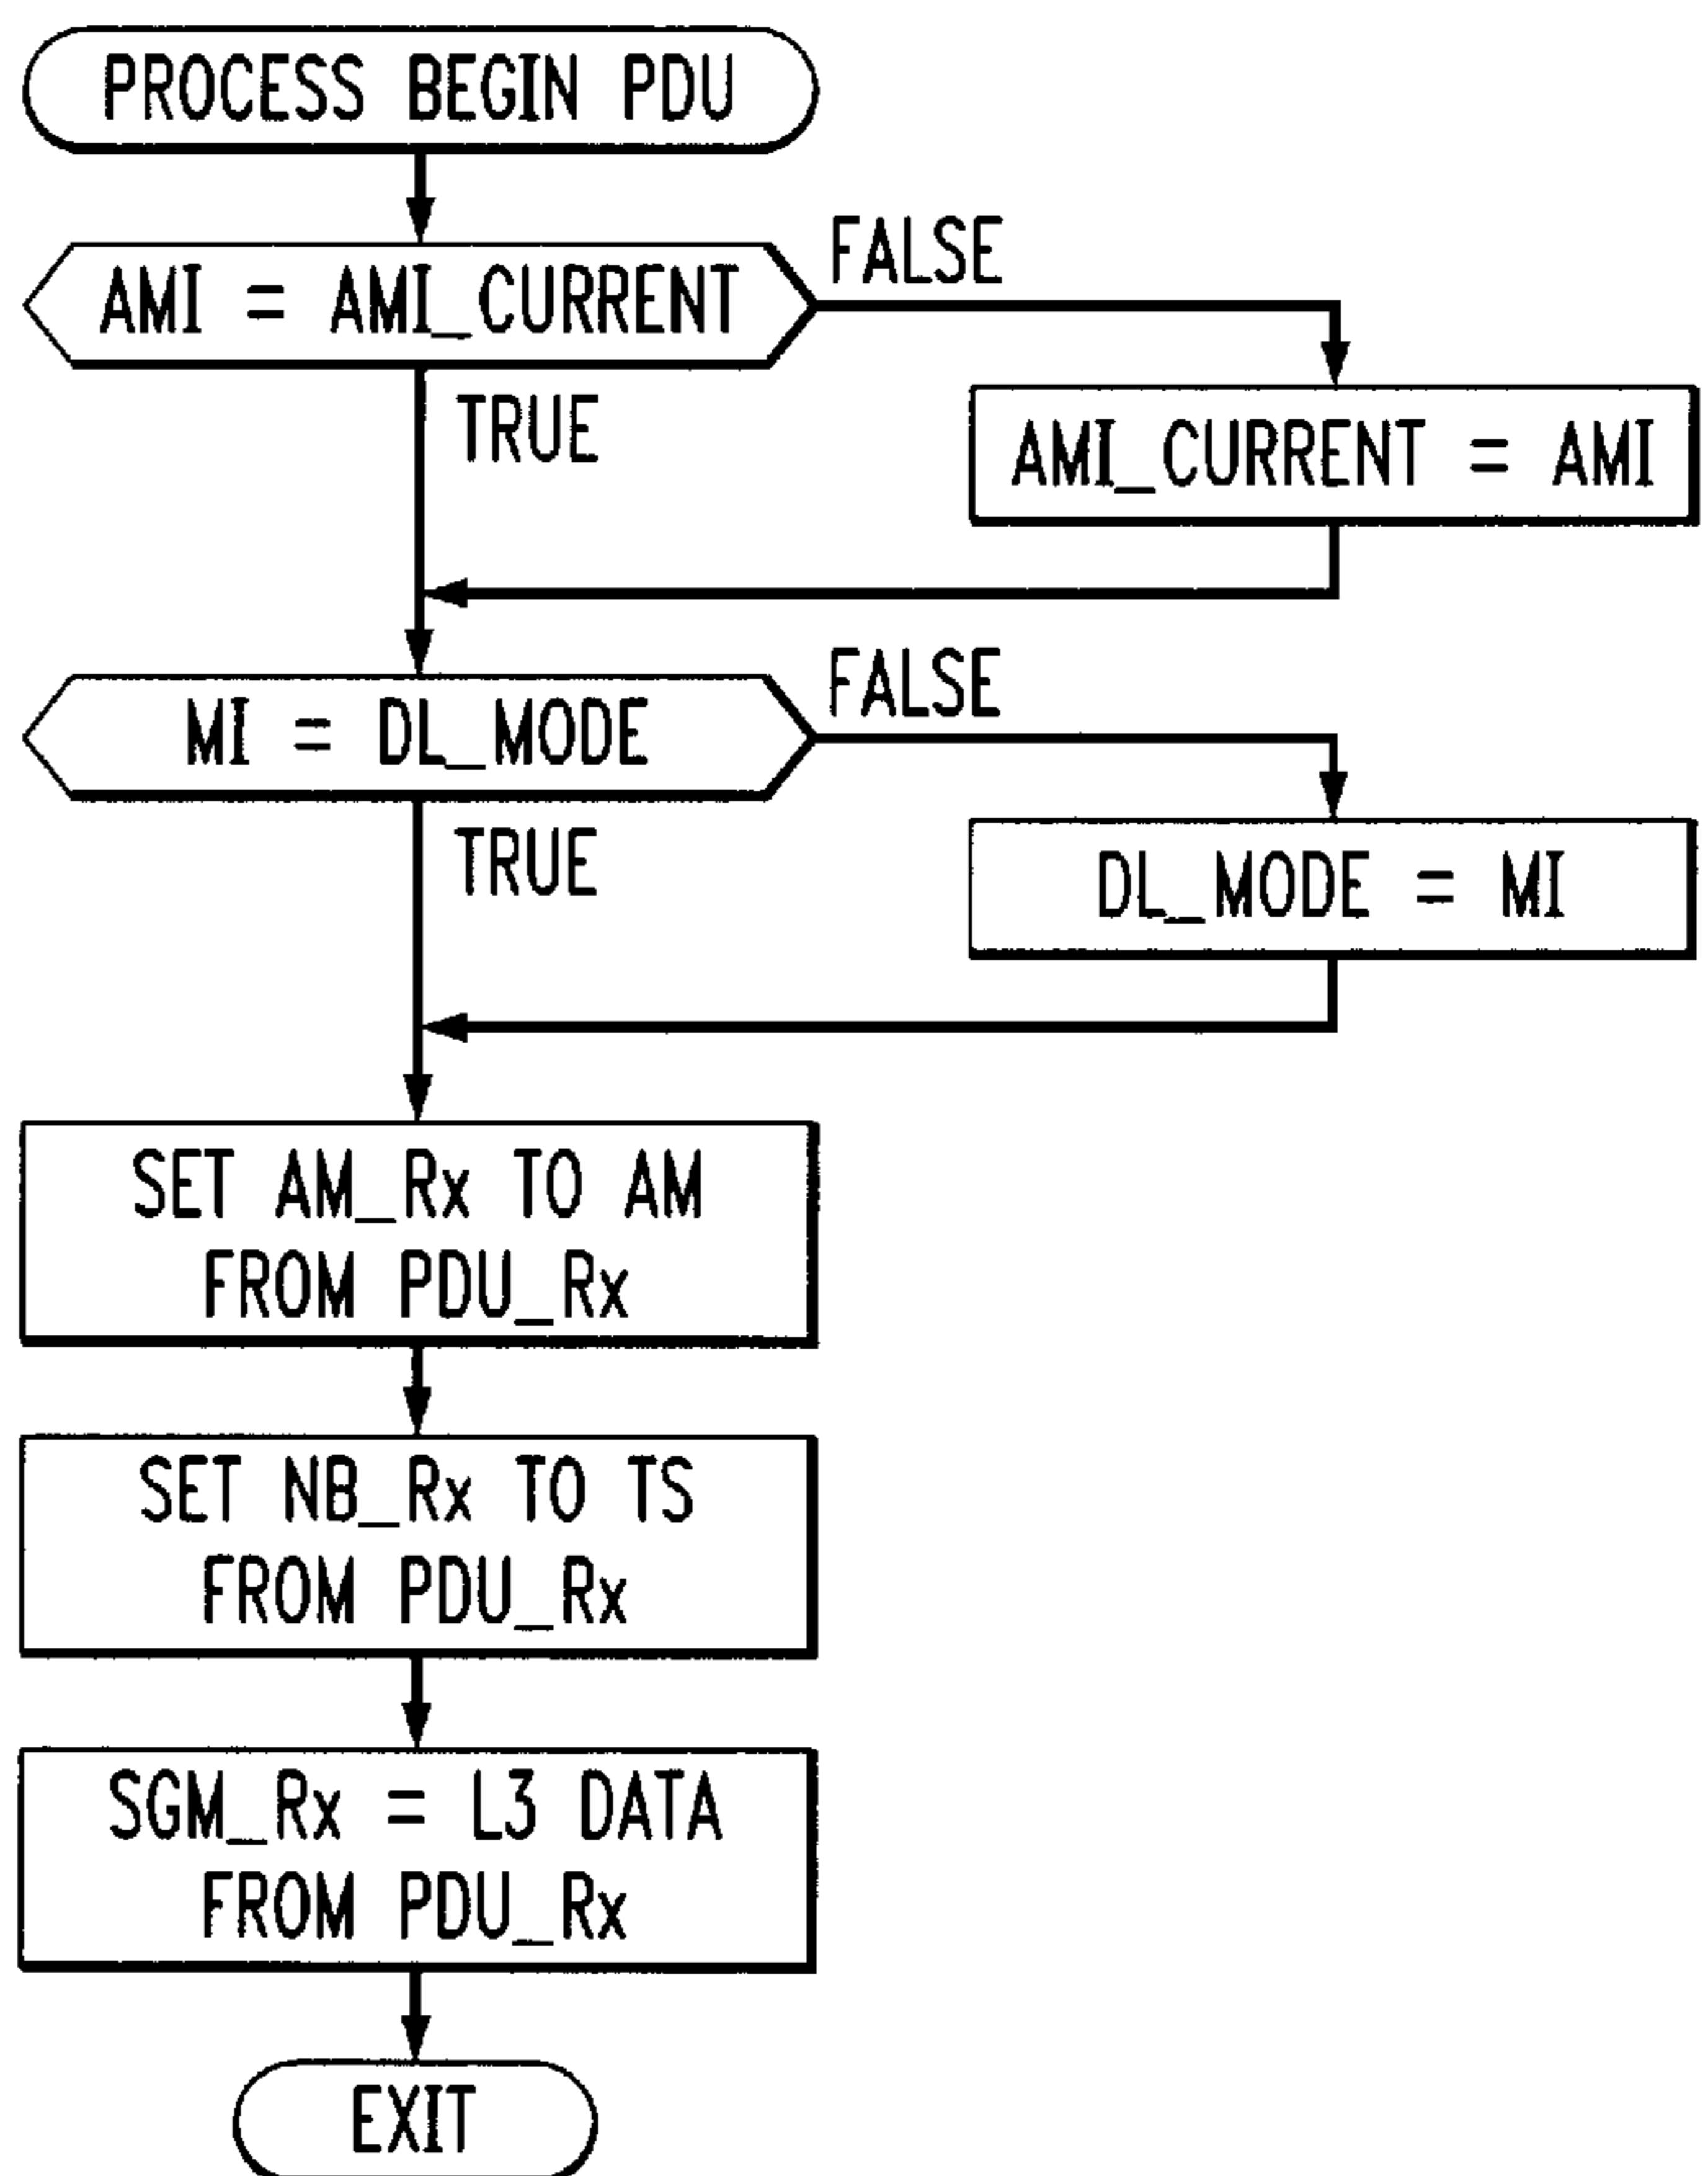 PROCESS BEGIN PDU
AMI = AMI_CURRENT
FALSE
TRUE
AMI_CURRENT = AMI
MI = DL_MODE
FALSE
TRUE
DL_MODE = MI
SET AM_Rx TO AM
FROM PDU_Rx
SET NB_Rx TO TS
FROM PDU_Rx
SGM_Rx = L3 DATA
FROM PDU_Rx
EXIT